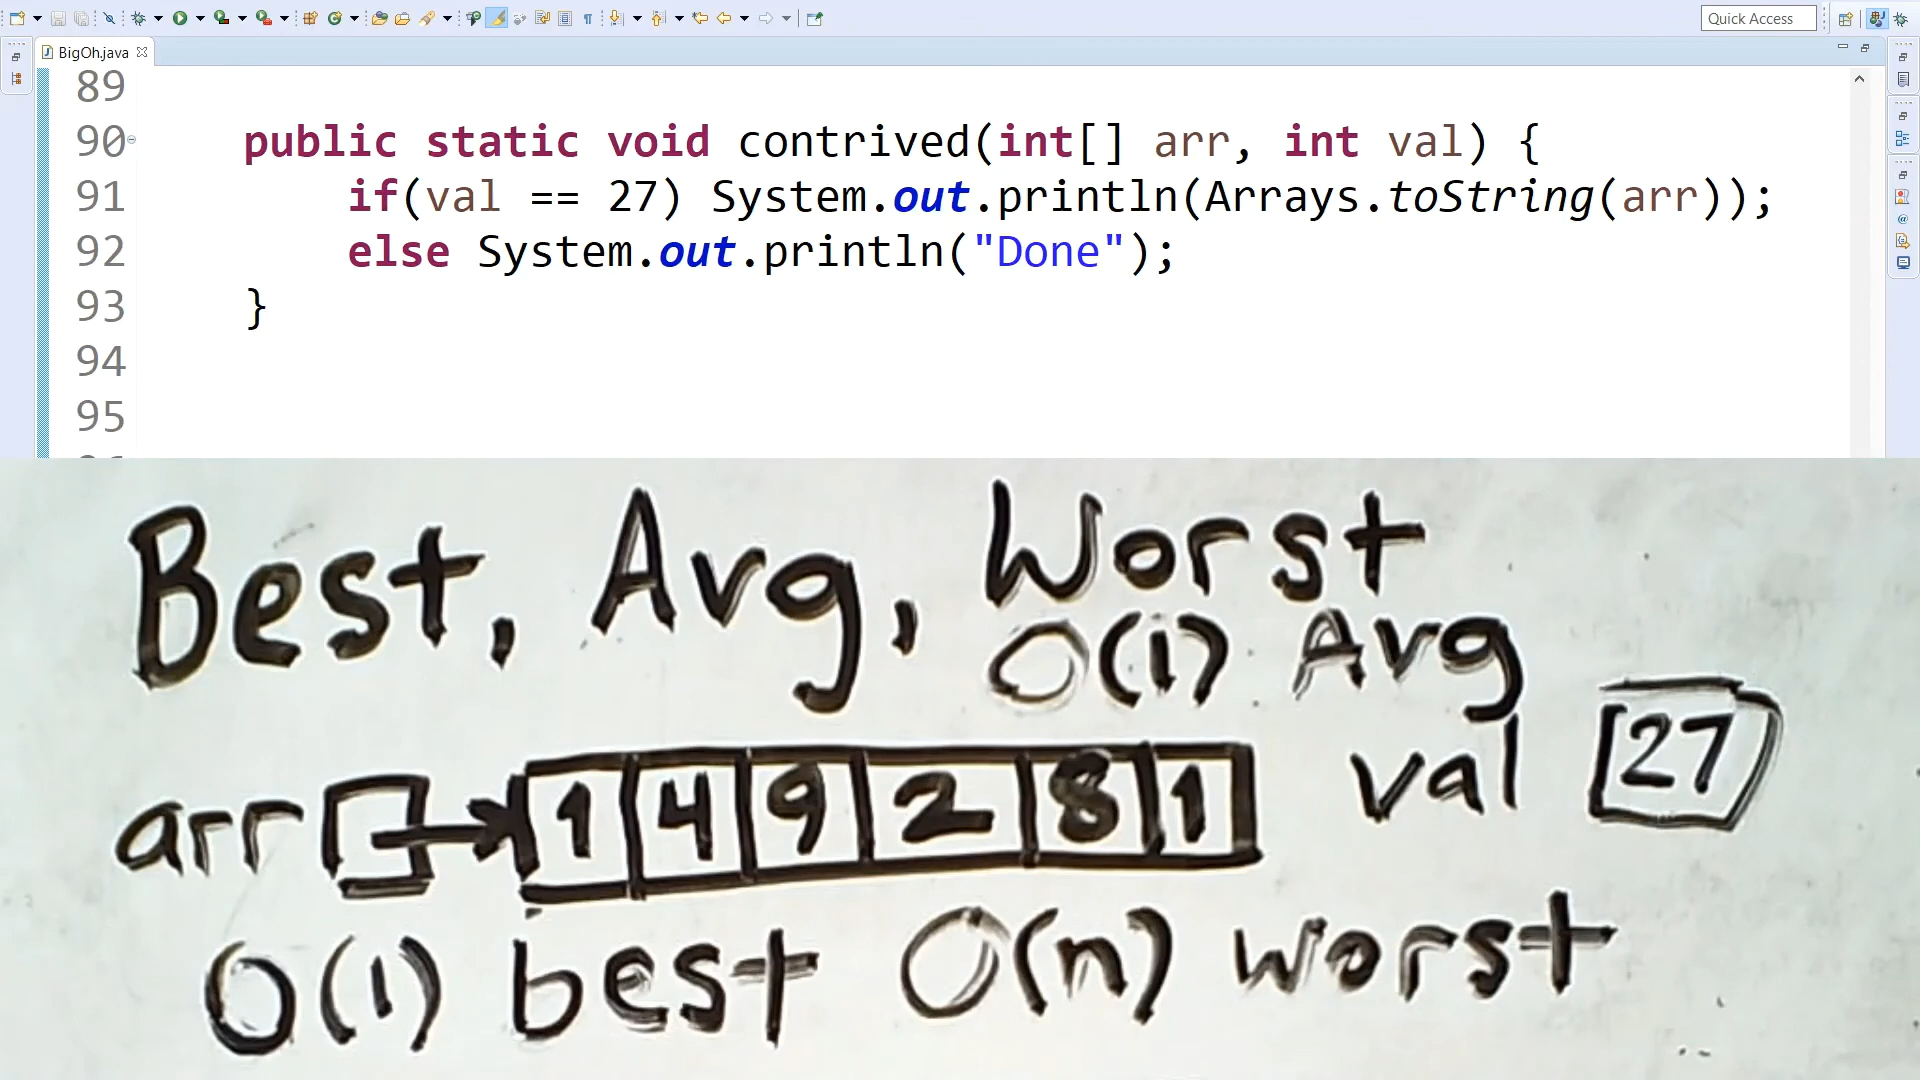 Quick Access
BigOh.java
89
90 public static void contrived(int[] arr, int val) {
91 if(val == 27) System.out.println(Arrays.toString(arr));
92 else System.out.println("Done");
93 }
94
95
Best, Avg, Worst
O(1) Avg
arr 1 4 9 2 8 1 val 27
O(1) best O(n) worst